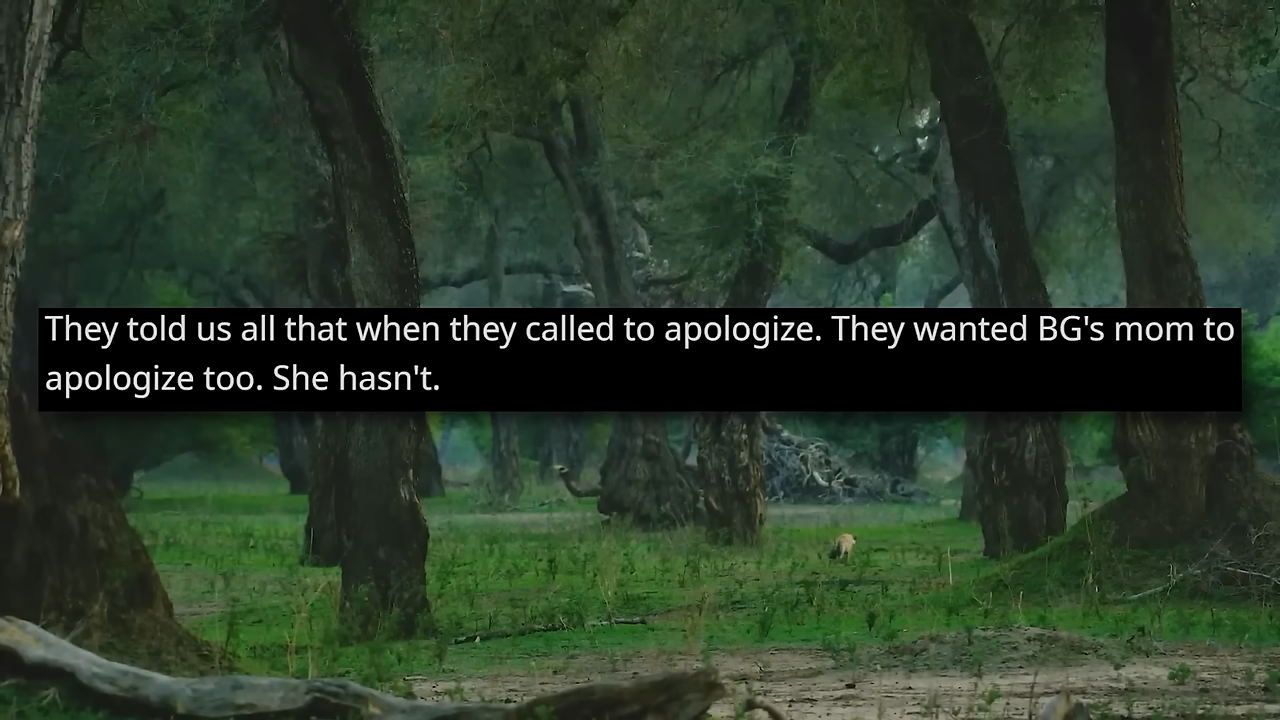 They told us all that when they called to apologize. They wanted BG's mom to
apologize too. She hasn't.